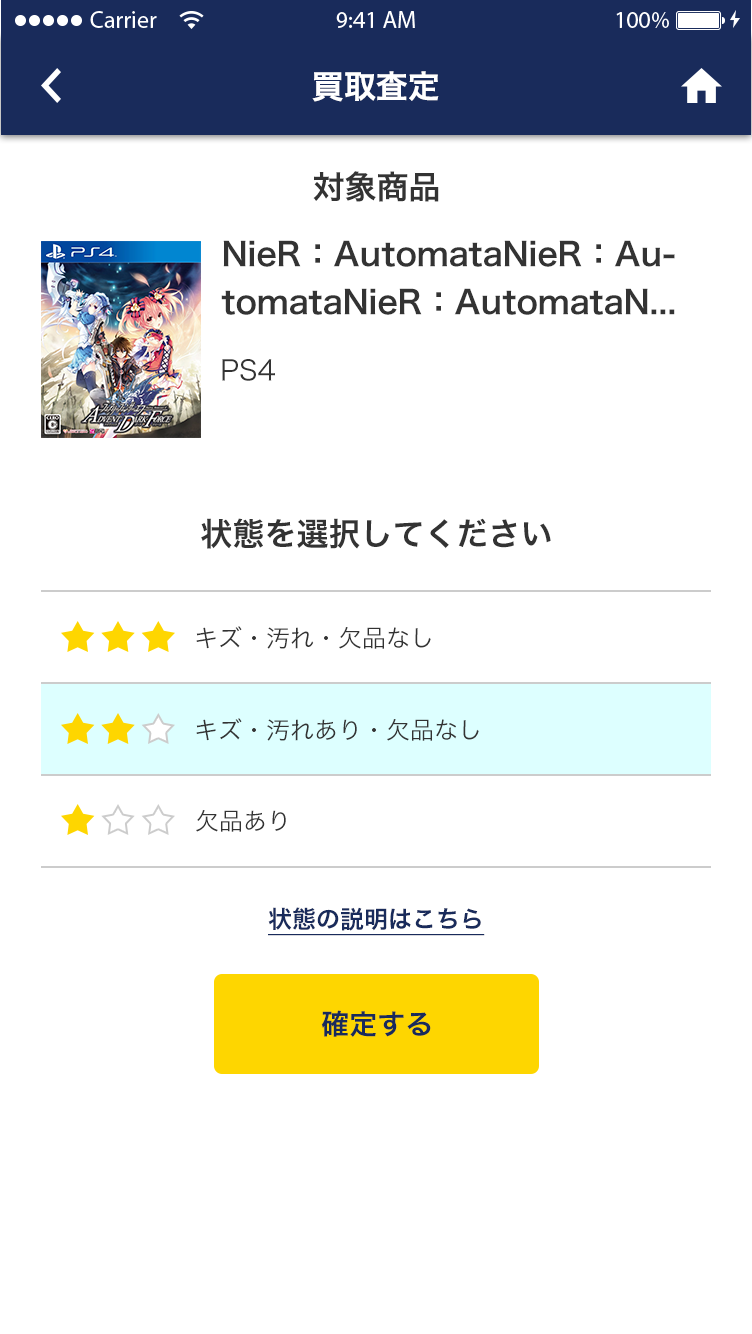 Carrier 9:41 AM 100%
買取査定
対象商品
PS4
NieR：AutomataNieR：Au-
tomataNieR：AutomataN...
PS4
ADVENT DARK FORCE
状態を選択してください
キズ・汚れ・欠品なし
キズ・汚れあり・欠品なし
欠品あり
状態の説明はこちら
確定する